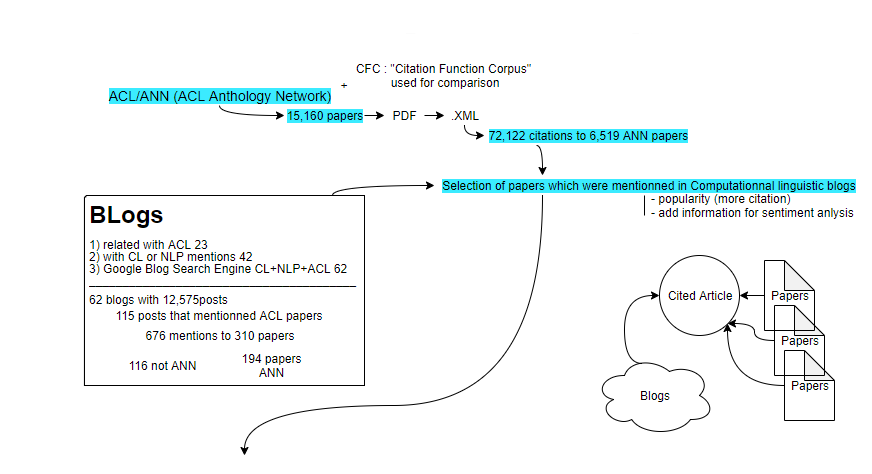 CFC : "Citation Function Corpus"
used for comparison
+
ACL/ANN (ACL Anthology Network)
15,160 papers
PDF
.XML
72,122 citations to 6,519 ANN papers
Selection of papers which were mentionned in Computationnal linguistic blogs
- popularity (more citation)
- add information for sentiment anlysis
BLogs
1) related with ACL 23
2) with CL or NLP mentions 42
3) Google Blog Search Engine CL+NLP+ACL 62
62 blogs with 12,575posts
115 posts that mentionned ACL papers
676 mentions to 310 papers
116 not ANN
194 papers
ANN
Cited Article
Papers
Papers
Papers
Blogs